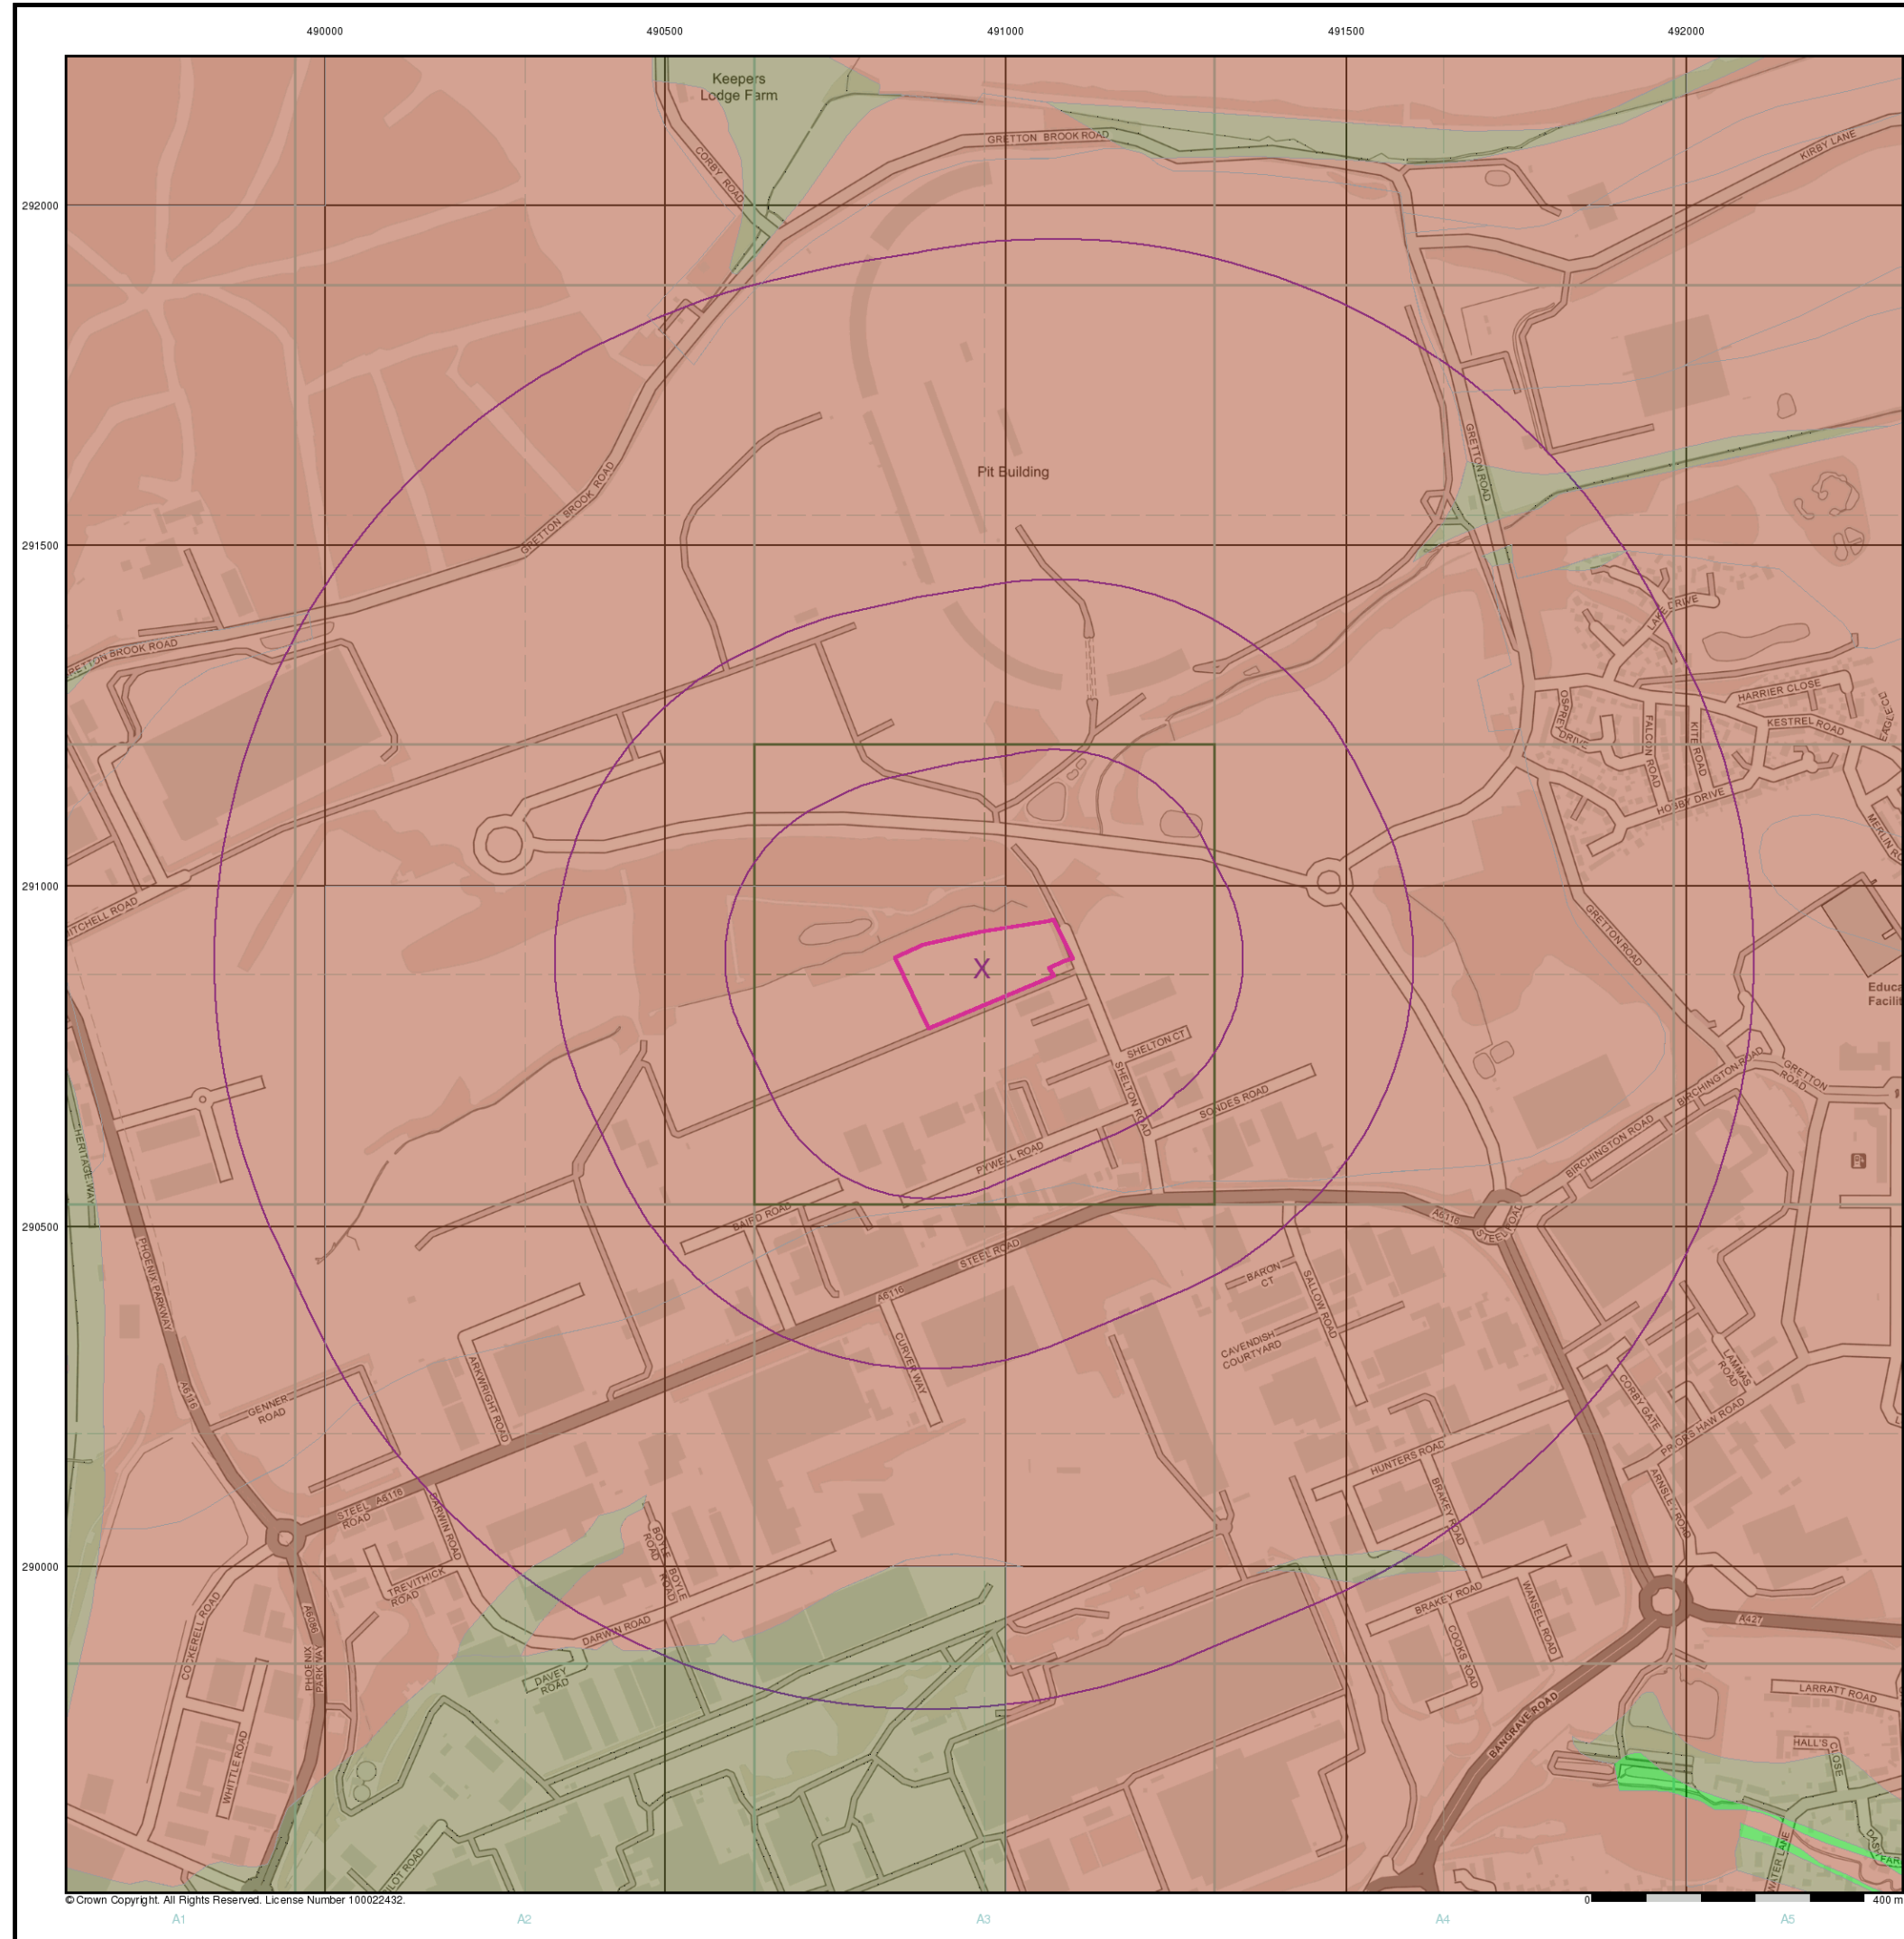 490000
490500
491000
491500
492000
Keepers
Lodge Farm
GRETTON BROOK ROAD
KIRBY LANE
CORBY ROAD
292000
Pit Building
GRETTON ROAD
GRETTON BROOK ROAD
291500
LAKE DRIVE
GRETTON BROOK ROAD
HARRIER CLOSE
OSPREY
DRIVE
FALCON ROAD
KITE ROAD
KESTREL ROAD
HOBBY DRIVE
291000
MITCHELL ROAD
GRETTON ROAD
X
SHELTON CT
SHELTON ROAD
SONDES ROAD
PYWELL ROAD
BIRCHINGTON ROAD
GRETTON
ROAD
BIRCHINGTON ROAD
HERITAGE WAY
BAIRD ROAD
290500
STEEL ROAD
A6116
STEEL ROAD
PHOENIX PARKWAY
A6116
BARON
CT
SALLOW ROAD
CAVENDISH
COURTYARD
CURVER WAY
ARKWRIGHT ROAD
A6116
GENNER
ROAD
LAMMAS
ROAD
CORBY GATE
PRIORS HAW ROAD
HUNTERS ROAD
BRAKEY ROAD
ARNSLEY ROAD
STEEL A6116
ROAD
DARWIN ROAD
BOYLE
ROAD
BOYLE
ROAD
290000
TREVITHICK
ROAD
DARWIN ROAD
BRAKEY ROAD
WANSELL ROAD
COOKS ROAD
A427
COCKERELL ROAD
A6086
PHOENIX
PARKWAY
DAVEY
ROAD
LARRATT ROAD
BANGRAVE ROAD
HALL'S
CLOSE
WHITTLE ROAD
WATER LANE
© Crown Copyright. All Rights Reserved. License Number 100022432.
0
400 m
A1
A2
A3
A4
A5